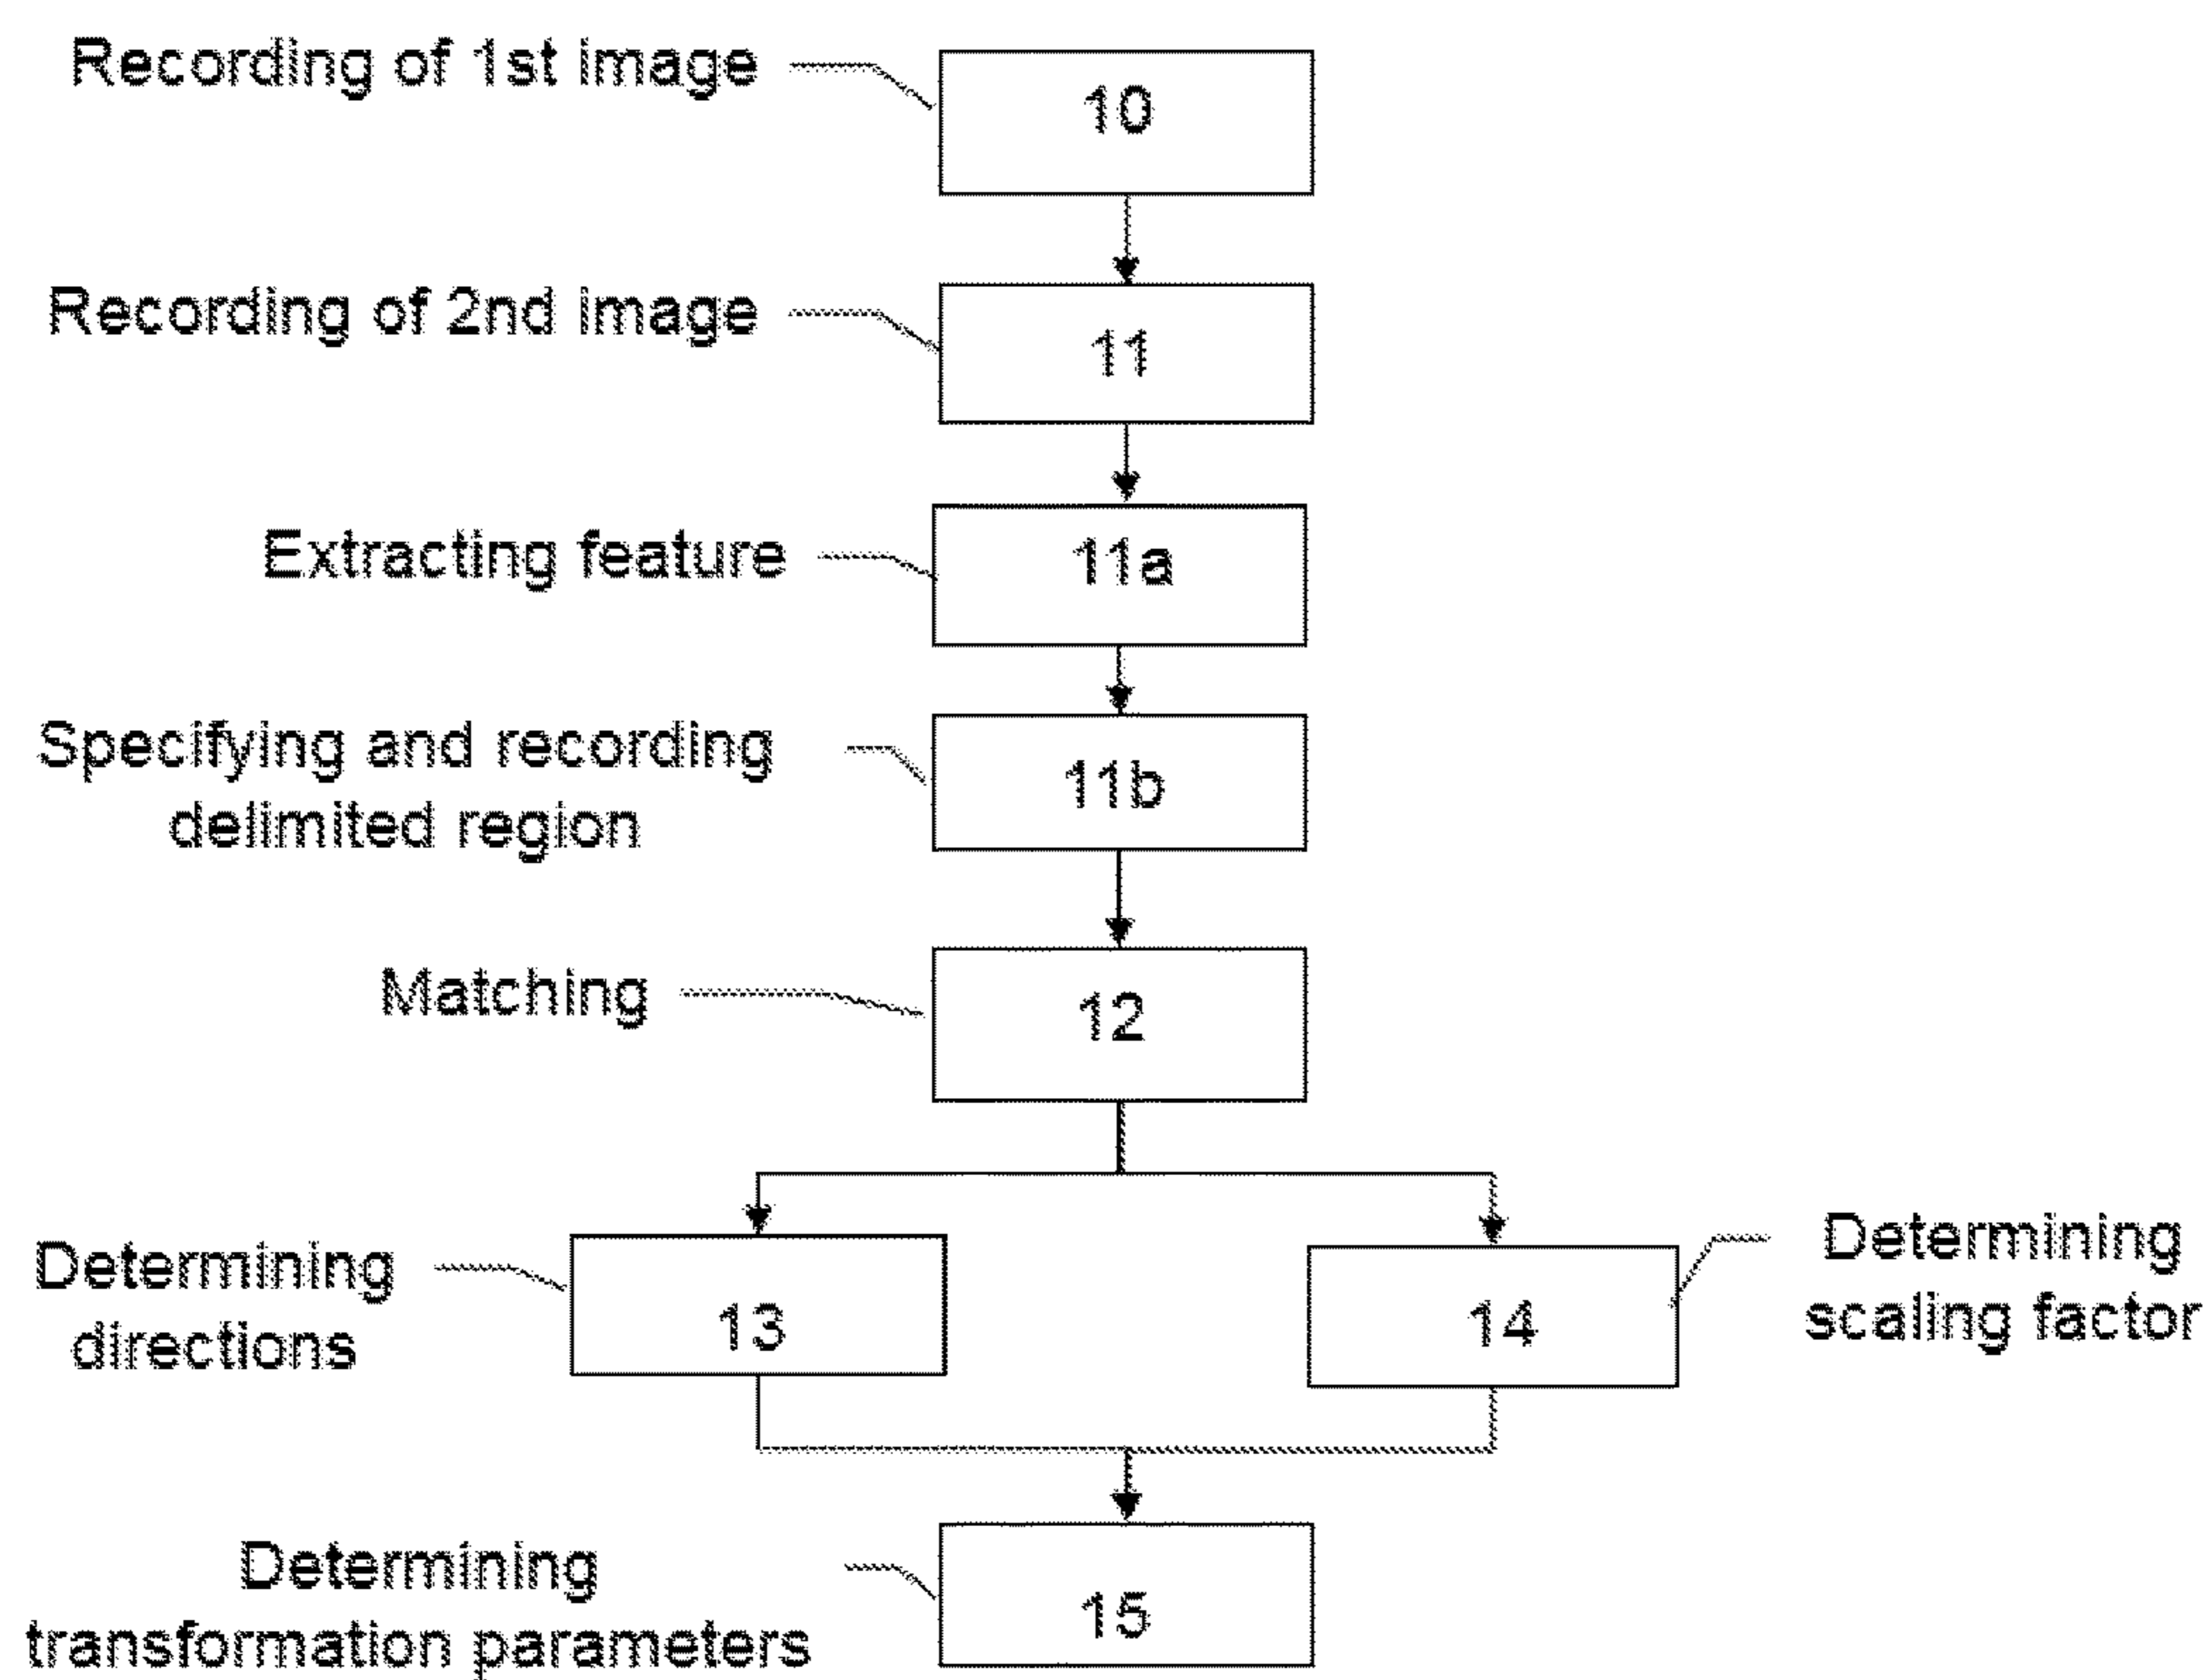 Recording of 1st image
10
Recording of 2nd image
11
Extracting feature
11a
Specifying and recording
delimited region
11b
Matching
12
Determining
directions
13
14
Determining
scaling factor
Determining
transformation parameters
15